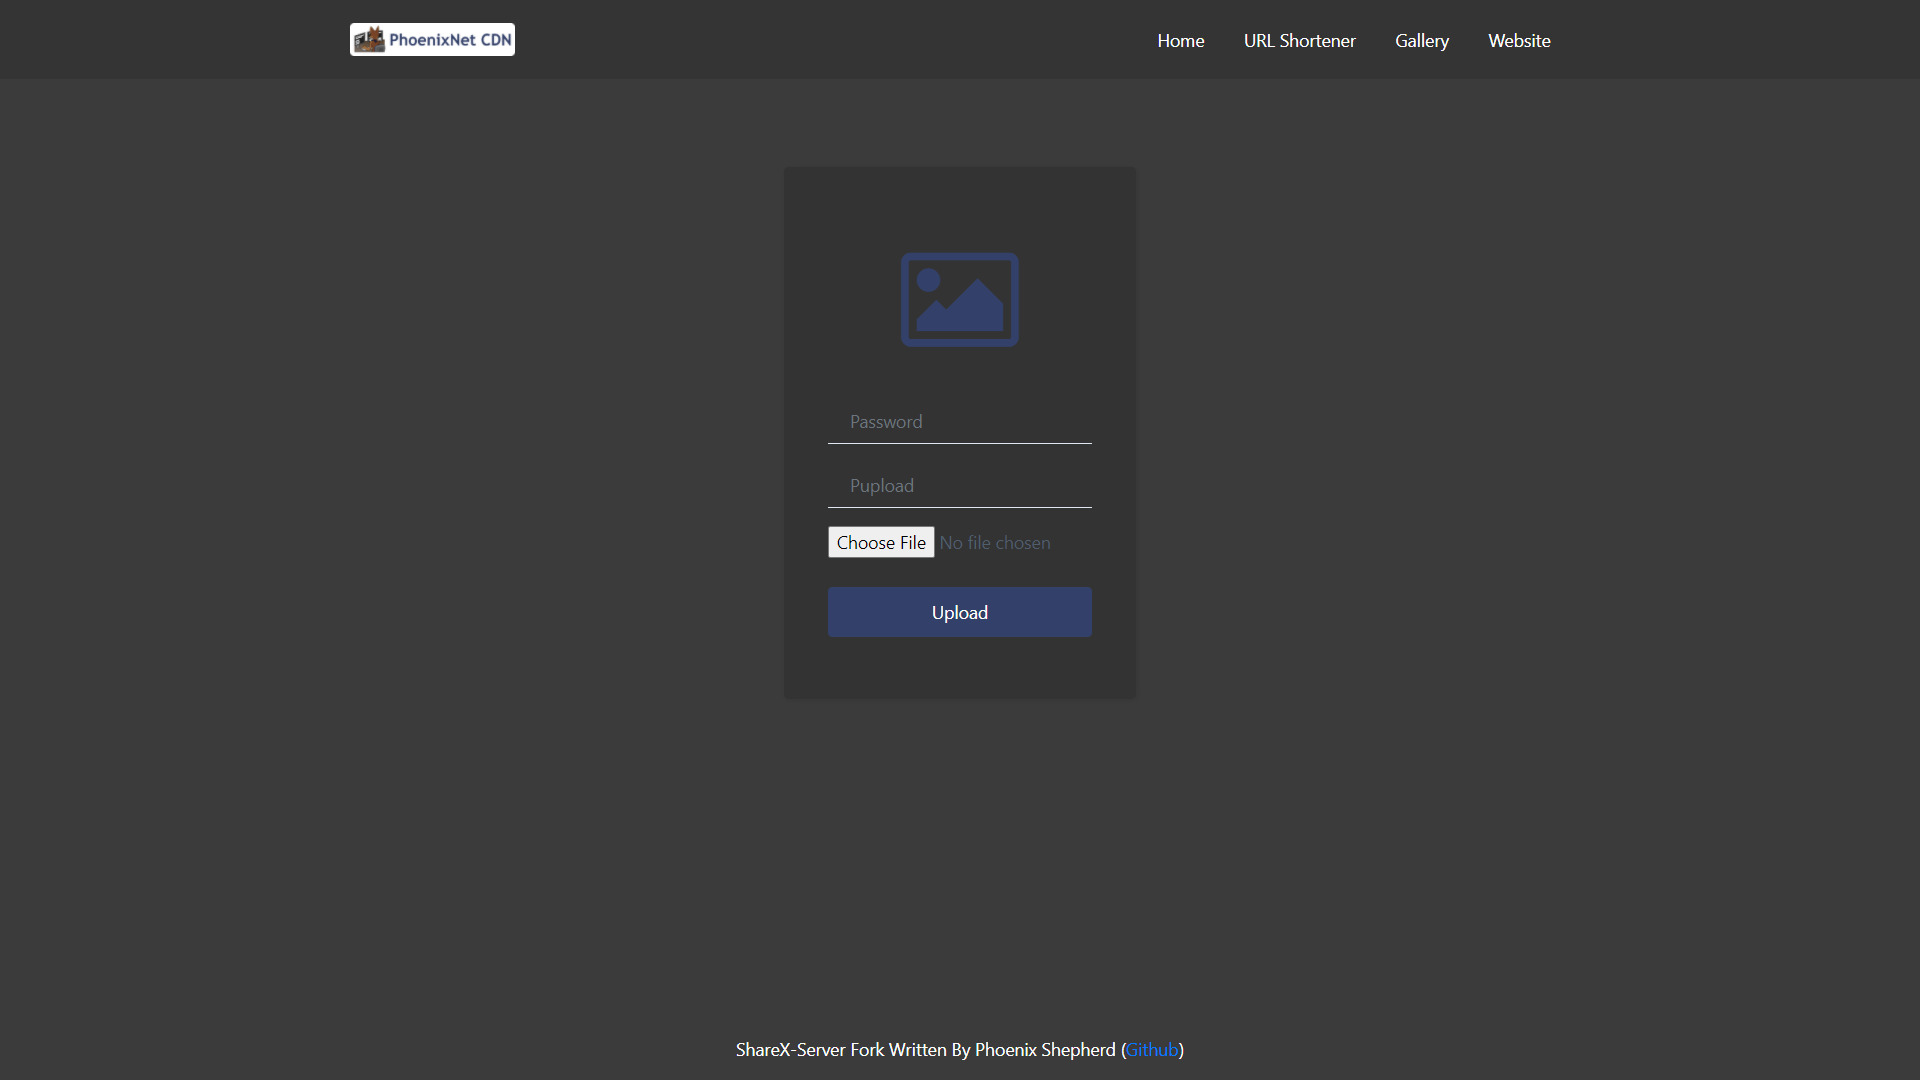 PhoenixNet CDN
Home
URL Shortener
Gallery
Website
Password
Pupload
Choose File No file chosen
Upload
ShareX-Server Fork Written By Phoenix Shepherd (Github)